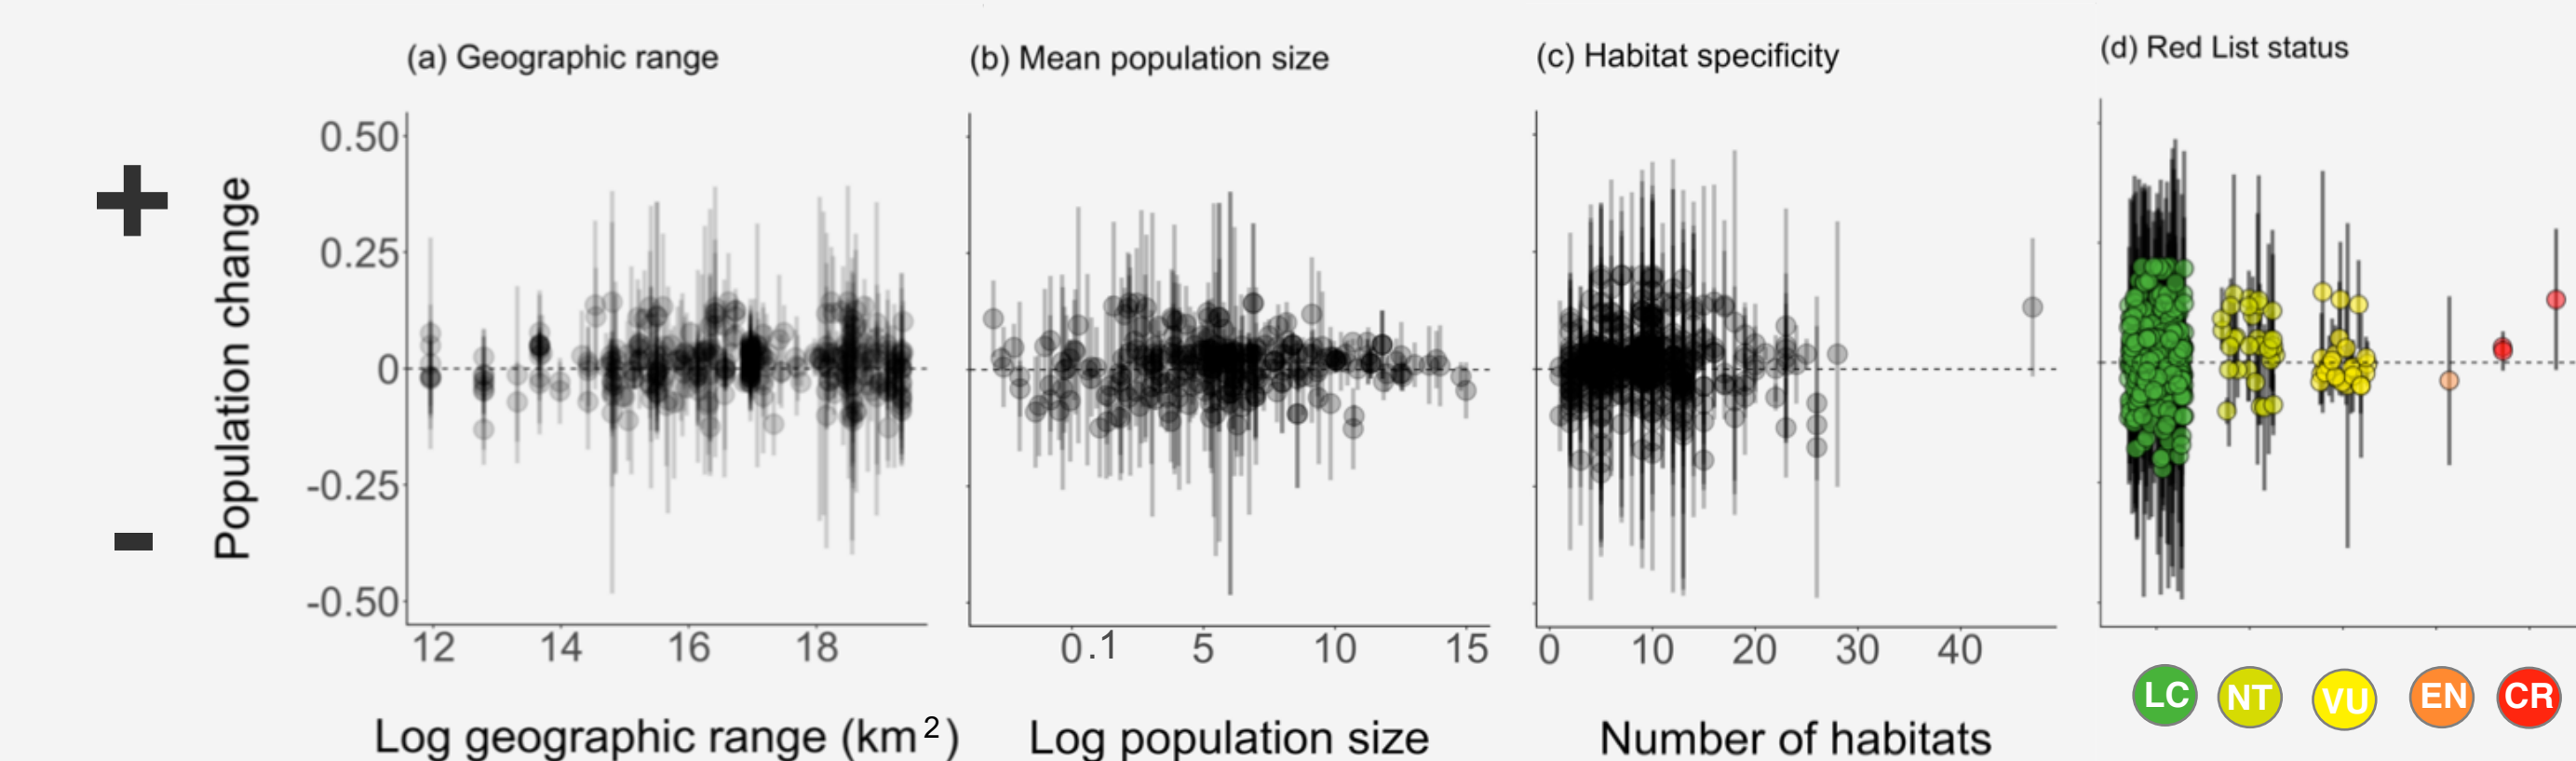 (a) Geographic range
(b) Mean population size
(c) Habitat specificity
(d) Red List status
+
-
Population change
0.50
0.25
0
-0.25
-0.50
12 14 16 18
0.1 5 10 15
0 10 20 30 40
LC NT VU EN CR
Log geographic range (km²)
Log population size
Number of habitats